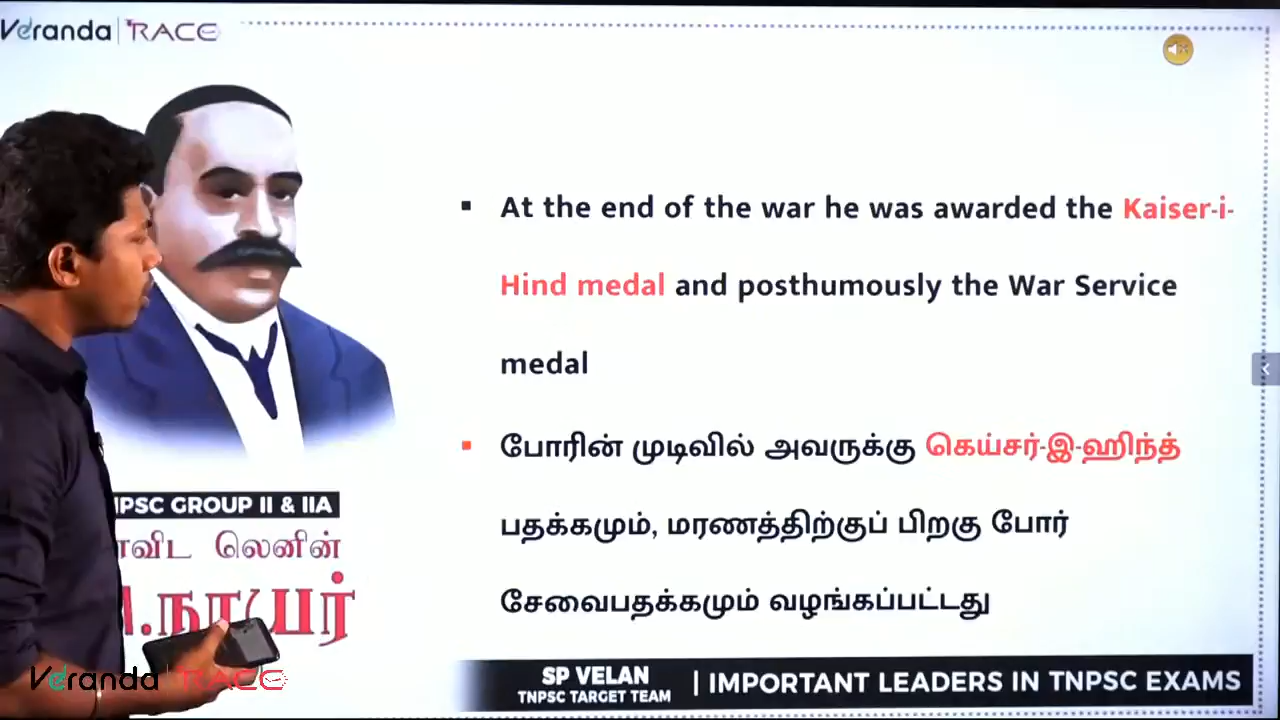 Veranda RACE
At the end of the war he was awarded the Kaiser-i-
Hind medal and posthumously the War Service
medal
போரின் முடிவில் அவருக்கு கெய்சர்-இ-ஹிந்த்
பதக்கமும், மரணத்திற்குப் பிறகு போர்
சேவைபதக்கமும் வழங்கப்பட்டது
NPSC GROUP II & IIA
லெனின்
Veranda RACE
SP VELAN
TNPSC TARGET TEAM
| IMPORTANT LEADERS IN TNPSC EXAMS